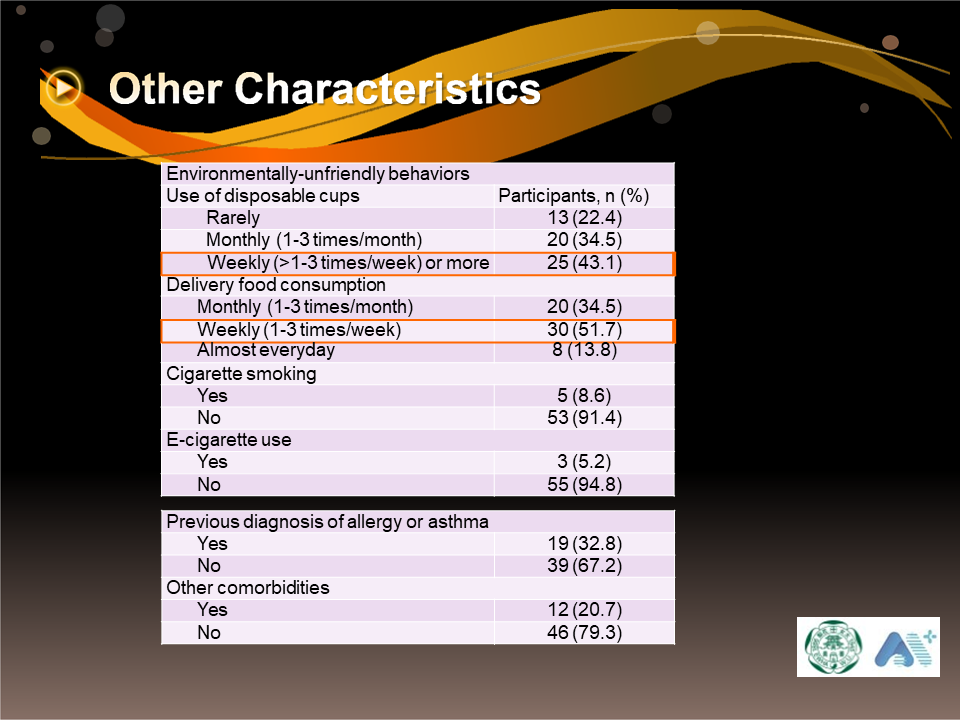 Other Characteristics
Environmentally-unfriendly behaviors
Use of disposable cups Participants, n (%)
Rarely 13 (22.4)
Monthly (1-3 times/month) 20 (34.5)
Weekly (>1-3 times/week) or more 25 (43.1)
Delivery food consumption
Monthly (1-3 times/month) 20 (34.5)
Weekly (1-3 times/week) 30 (51.7)
Almost everyday 8 (13.8)
Cigarette smoking
Yes 5 (8.6)
No 53 (91.4)
E-cigarette use
Yes 3 (5.2)
No 55 (94.8)
Previous diagnosis of allergy or asthma
Yes 19 (32.8)
No 39 (67.2)
Other comorbidities
Yes 12 (20.7)
No 46 (79.3)